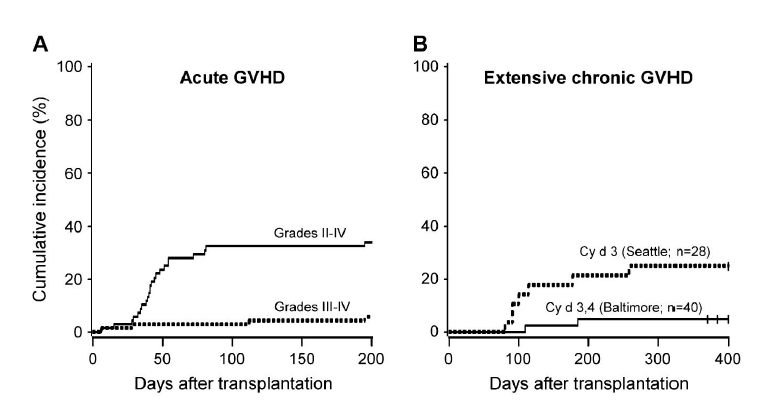 A
Acute GVHD
Cumulative incidence (%)
100
80
60
40
20
0
Grades II-IV
Grades III-IV
0 50 100 150 200
Days after transplantation
B
Extensive chronic GVHD
100
80
60
40
20
0
Cy d 3 (Seattle; n=28)
Cy d 3,4 (Baltimore; n=40)
0 100 200 300 400
Days after transplantation